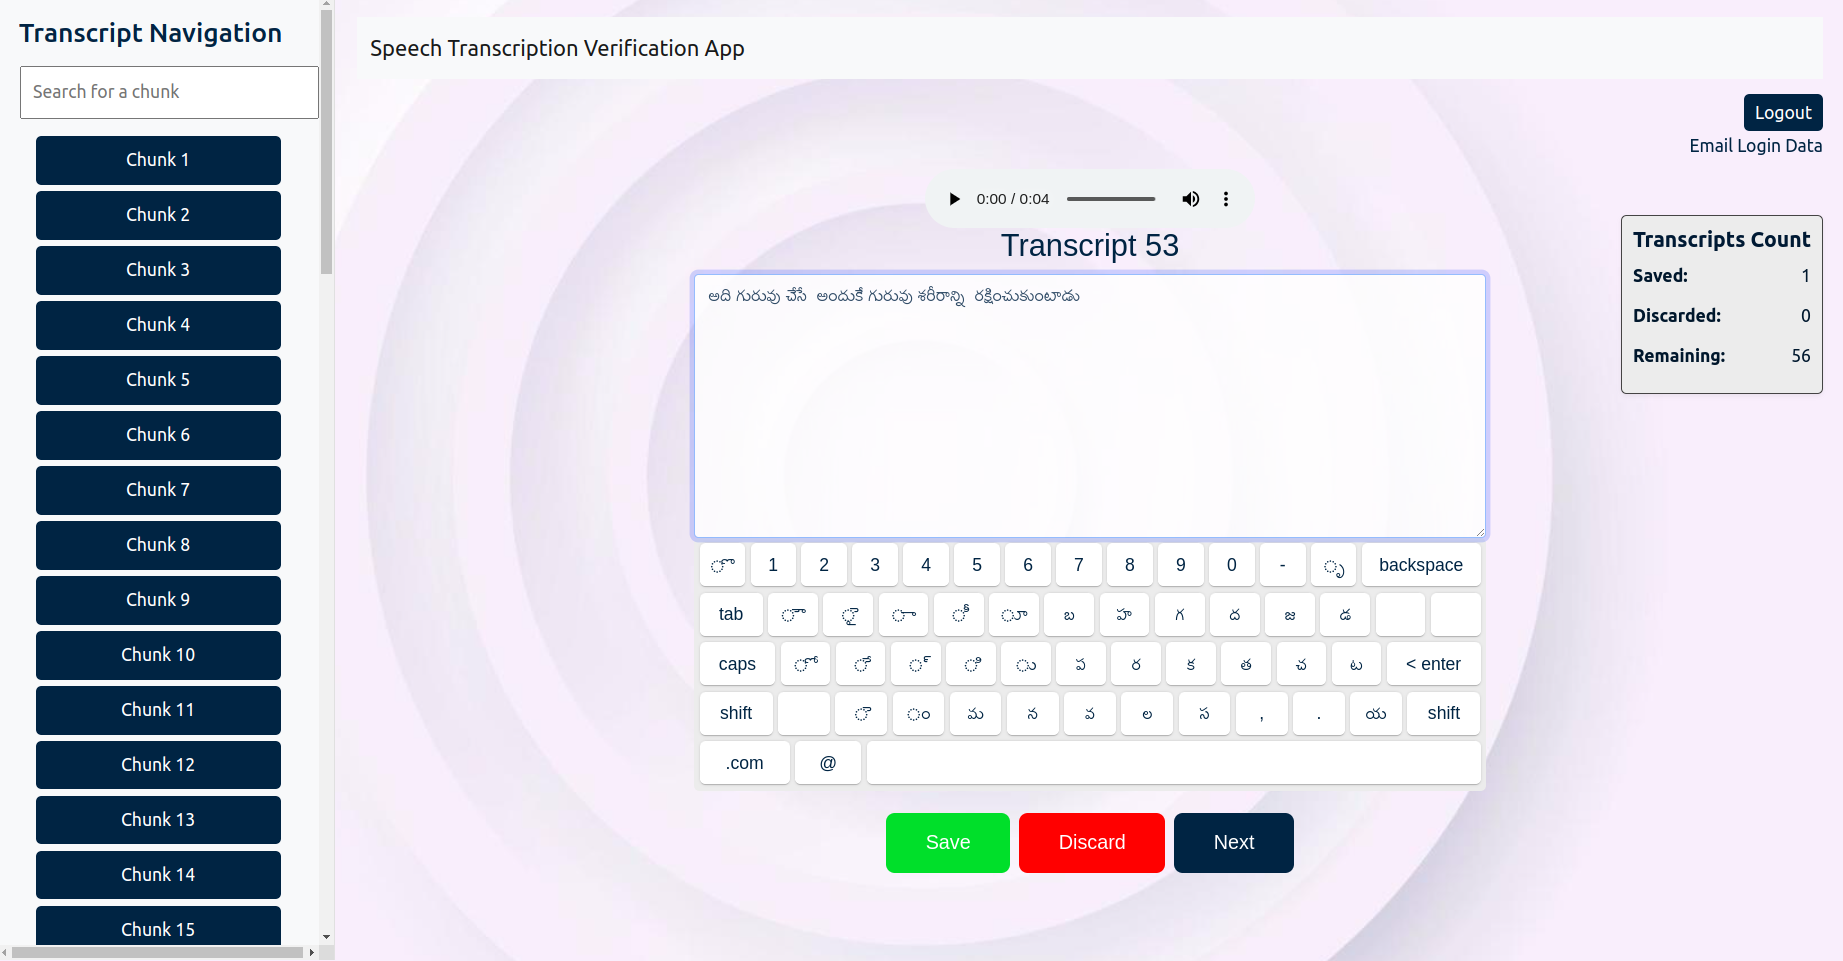 Transcript Navigation
Search for a chunk
Chunk 1
Chunk 2
Chunk 3
Chunk 4
Chunk 5
Chunk 6
Chunk 7
Chunk 8
Chunk 9
Chunk 10
Chunk 11
Chunk 12
Chunk 13
Chunk 14
Chunk 15
Speech Transcription Verification App
Logout
Email Login Data
0:00 / 0:04
Transcript 53
అది గురువు చేసే  అందుకే గురువు శరీరాన్ని  రక్షించుకుంటాడు
ొ 1 2 3 4 5 6 7 8 9 0 - ృ backspace
tab ౌ ై ా ీ ూ బ హ గ ద జ డ
caps ో ే ్ ి ు ప ర క త చ ట < enter
shift ె ం మ న వ ల స , . య shift
.com @
Save Discard Next
Transcripts Count
Saved: 1
Discarded: 0
Remaining: 56